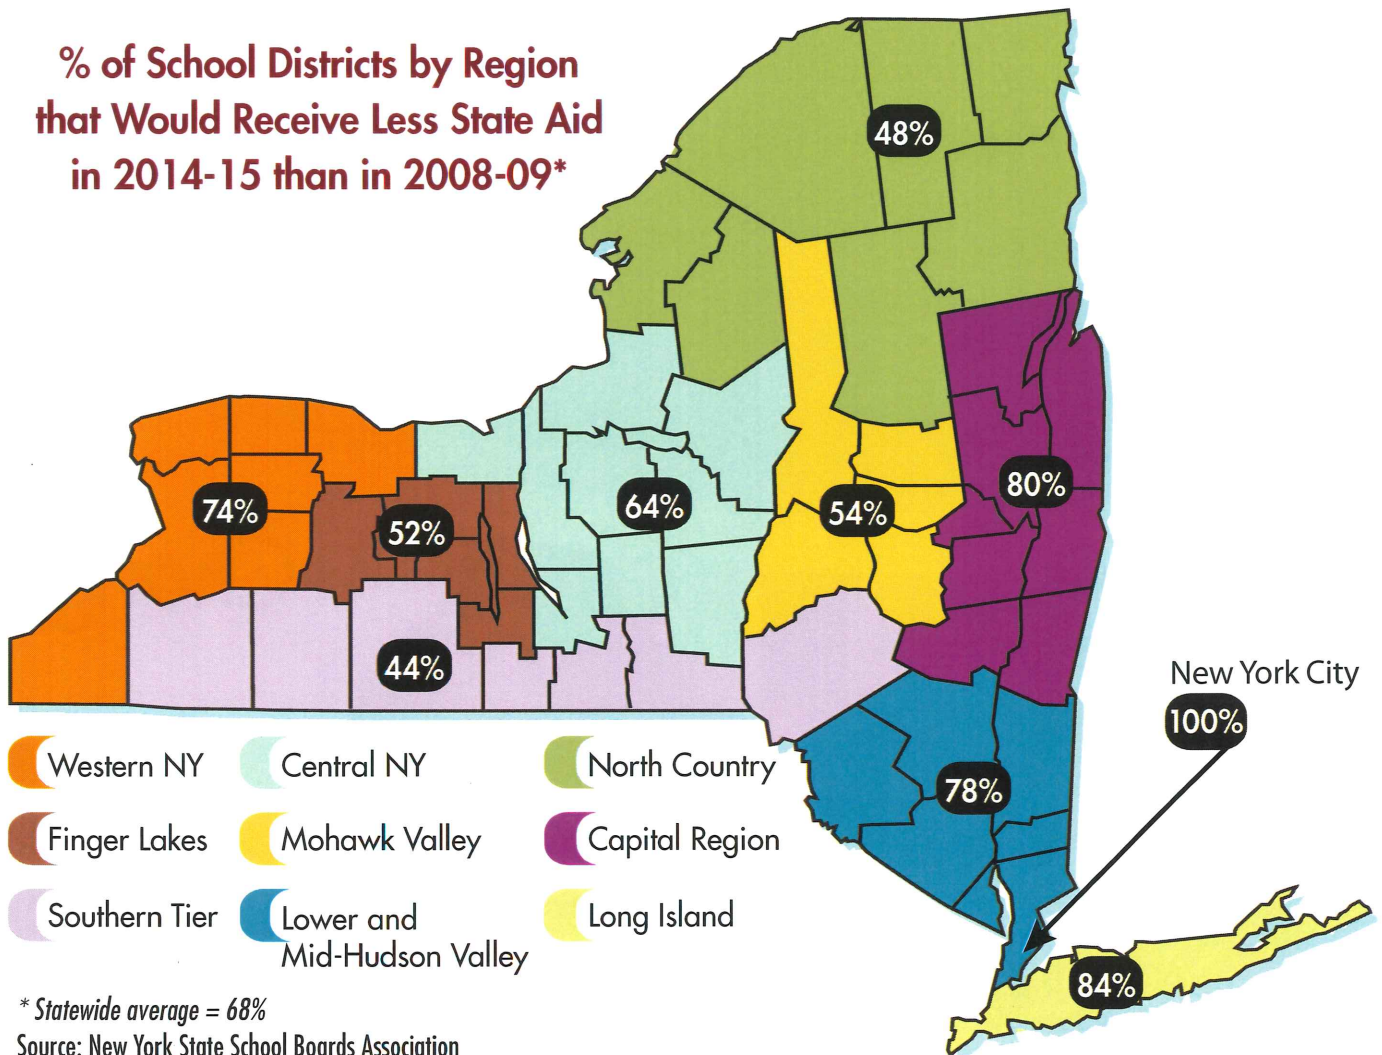 % of School Districts by Region
that Would Receive Less State Aid
in 2014-15 than in 2008-09*
48%
80%
74%
52%
64%
54%
44%
New York City
100%
78%
84%
Western NY
Central NY
North Country
Finger Lakes
Mohawk Valley
Capital Region
Southern Tier
Lower and
Mid-Hudson Valley
Long Island
* Statewide average = 68%
Source: New York State School Boards Association